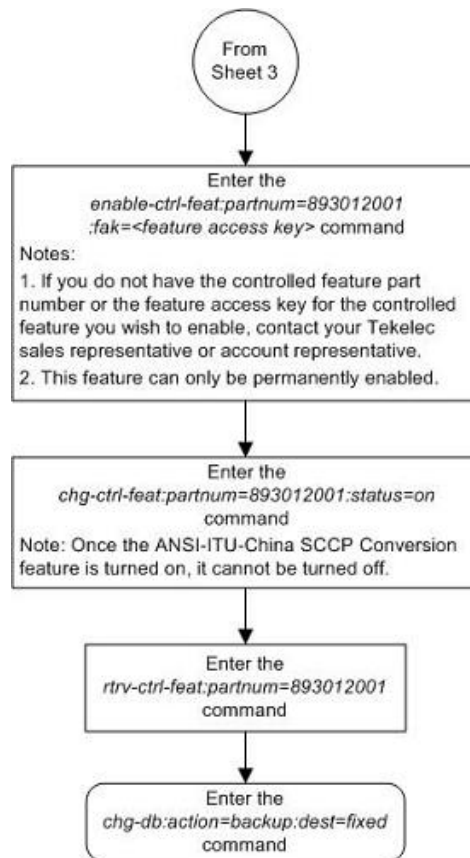 From
Sheet 3
Enter the
enable-ctrl-feat:partnum=893012001
:fak=<feature access key> command
Notes:
1. If you do not have the controlled feature part
number or the feature access key for the controlled
feature you wish to enable, contact your Tekelec
sales representative or account representative.
2. This feature can only be permanently enabled.
Enter the
chg-ctrl-feat:partnum=893012001:status=on
command
Note: Once the ANSI-ITU-China SCCP Conversion
feature is turned on, it cannot be turned off.
Enter the
rtrv-ctrl-feat:partnum=893012001
command
Enter the
chg-db:action=backup:dest=fixed
command